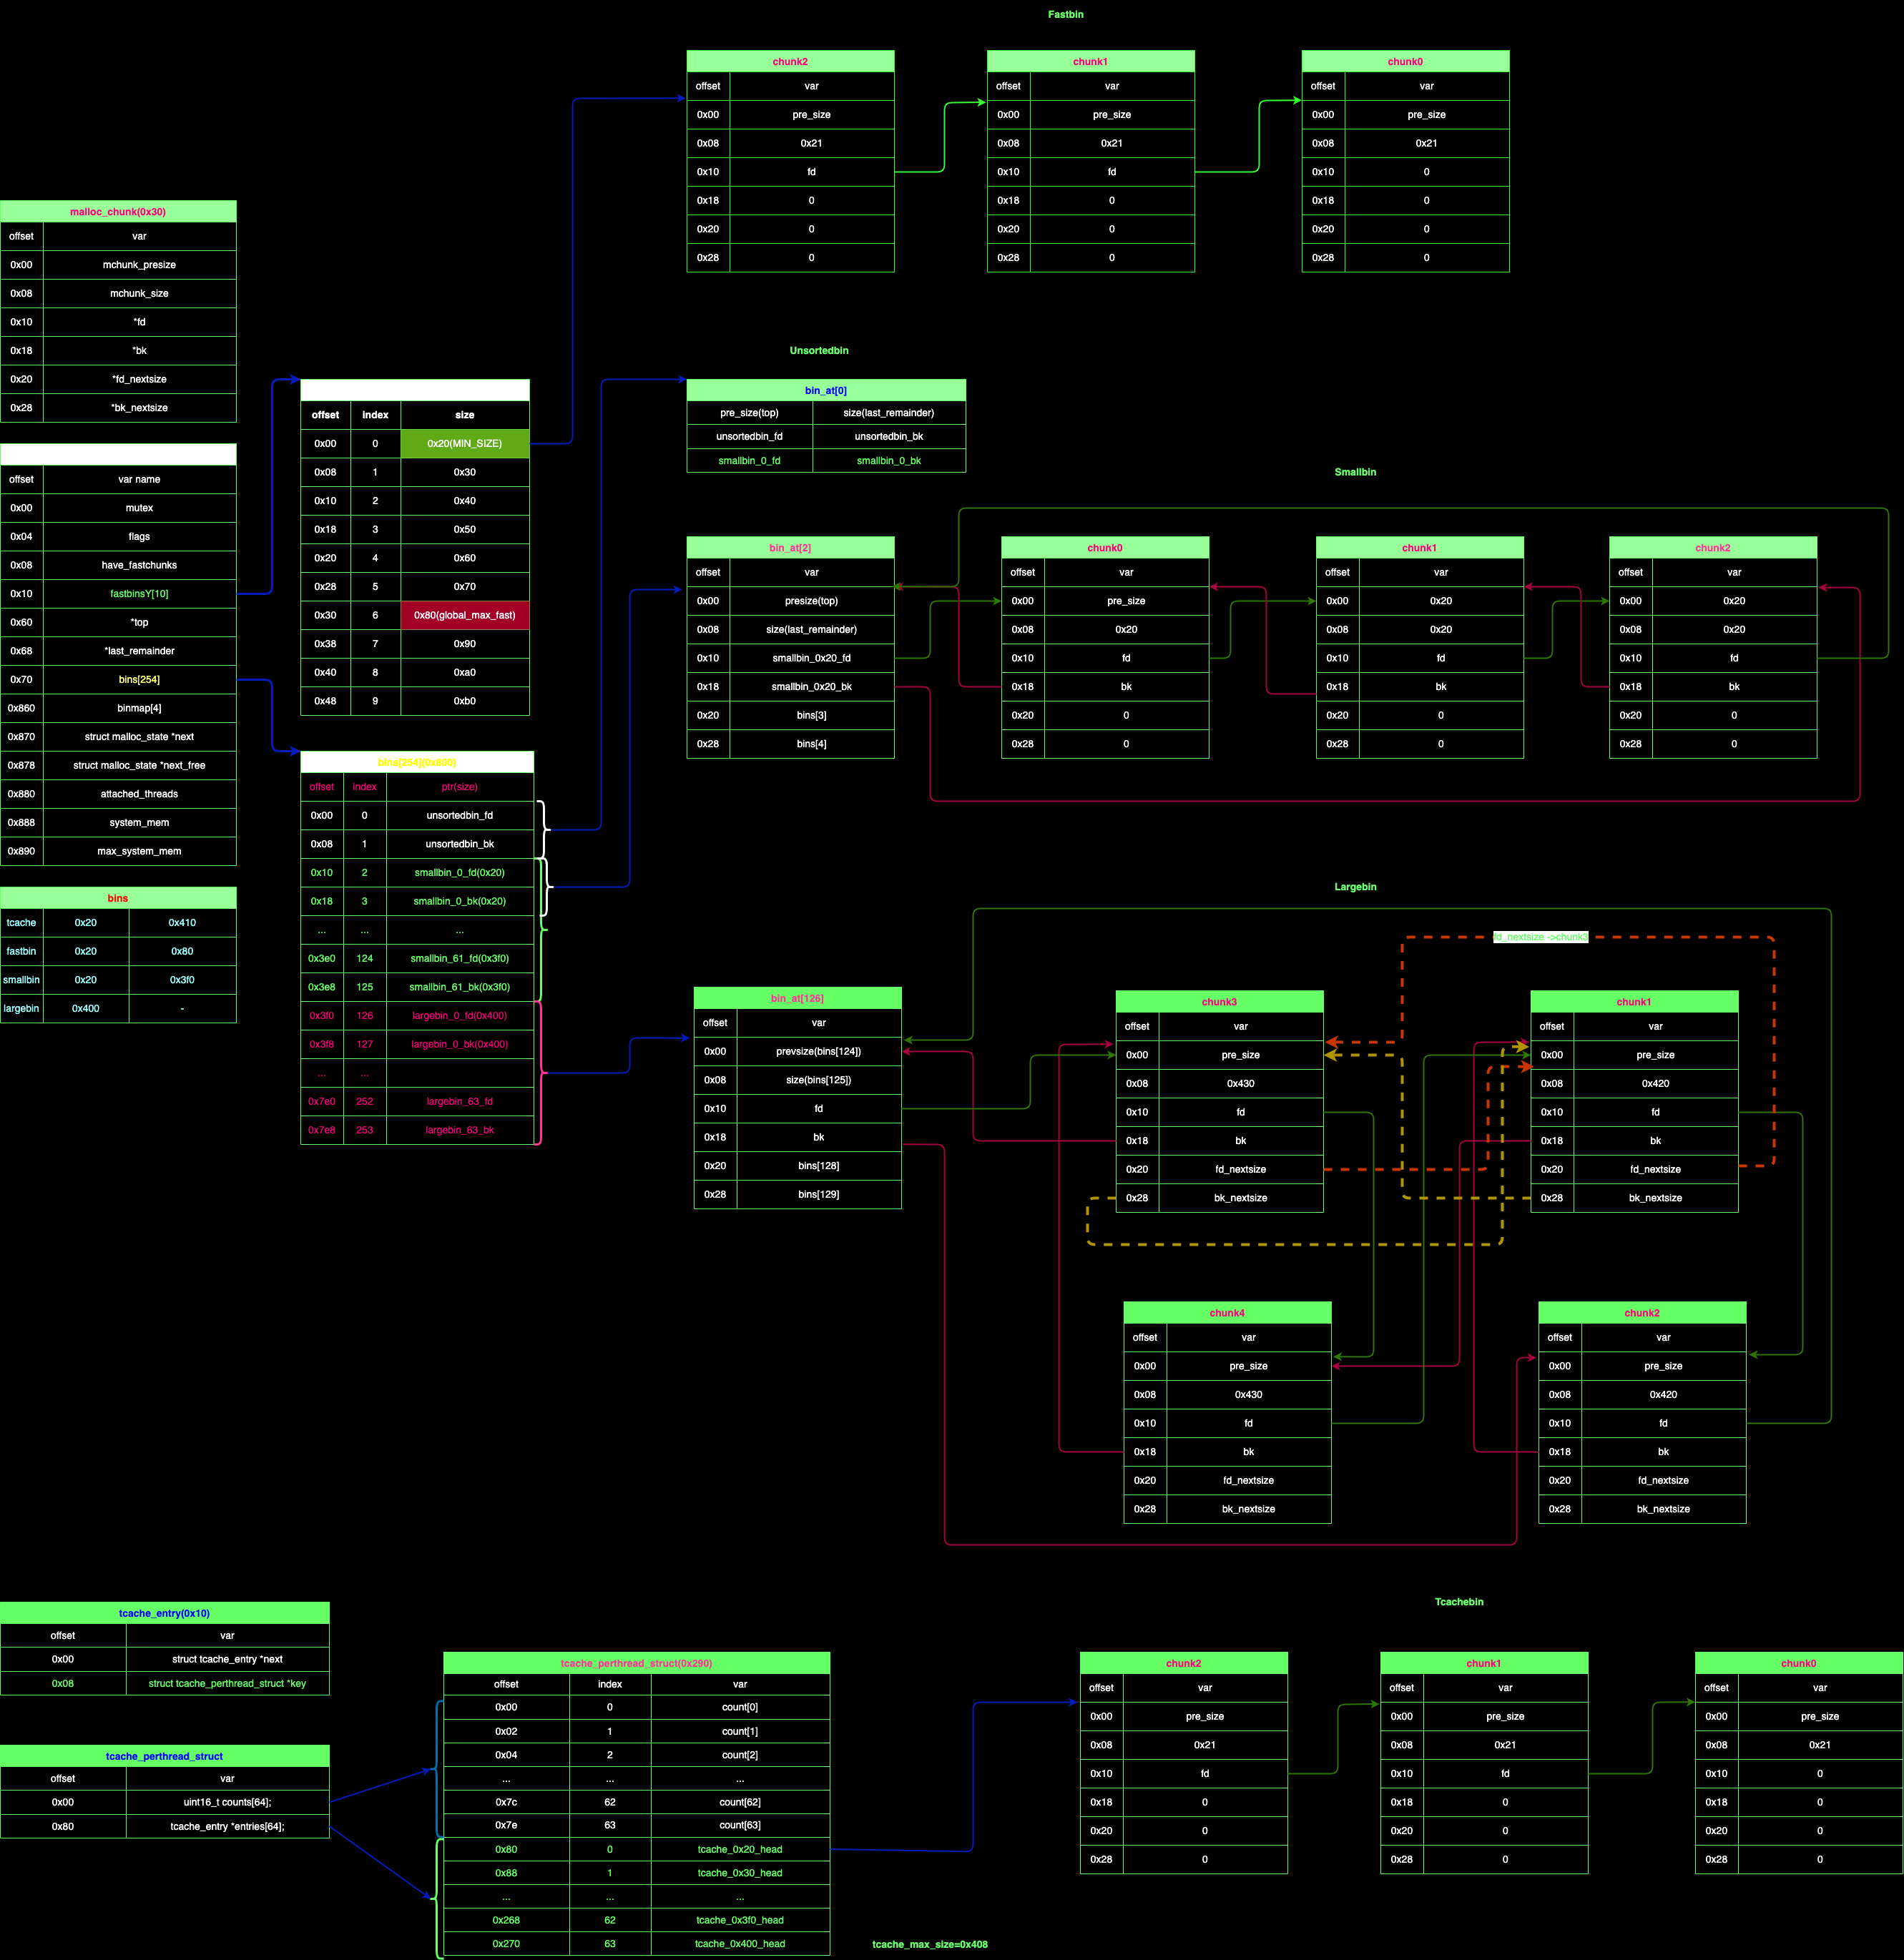 Fastbin
chunk2
offset var
0x00 pre_size
0x08 0x21
0x10 fd
0x18 0
0x20 0
0x28 0
chunk1
offset var
0x00 pre_size
0x08 0x21
0x10 fd
0x18 0
0x20 0
0x28 0
chunk0
offset var
0x00 pre_size
0x08 0x21
0x10 0
0x18 0
0x20 0
0x28 0
malloc_chunk(0x30)
offset var
0x00 mchunk_presize
0x08 mchunk_size
0x10 *fd
0x18 *bk
0x20 *fd_nextsize
0x28 *bk_nextsize
offset var name
0x00 mutex
0x04 flags
0x08 have_fastchunks
0x10 fastbinsY[10]
0x60 *top
0x68 *last_remainder
0x70 bins[254]
0x860 binmap[4]
0x870 struct malloc_state *next
0x878 struct malloc_state *next_free
0x880 attached_threads
0x888 system_mem
0x890 max_system_mem
bins
tcache 0x20 0x410
fastbin 0x20 0x80
smallbin 0x20 0x3f0
largebin 0x400 -
offset index size
0x00 0 0x20(MIN_SIZE)
0x08 1 0x30
0x10 2 0x40
0x18 3 0x50
0x20 4 0x60
0x28 5 0x70
0x30 6 0x80(global_max_fast)
0x38 7 0x90
0x40 8 0xa0
0x48 9 0xb0
bins[254](0x800)
offset index ptr(size)
0x00 0 unsortedbin_fd
0x08 1 unsortedbin_bk
0x10 2 smallbin_0_fd(0x20)
0x18 3 smallbin_0_bk(0x20)
... ... ...
0x3e0 124 smallbin_61_fd(0x3f0)
0x3e8 125 smallbin_61_bk(0x3f0)
0x3f0 126 largebin_0_fd(0x400)
0x3f8 127 largebin_0_bk(0x400)
... ...
0x7e0 252 largebin_63_fd
0x7e8 253 largebin_63_bk
Unsortedbin
bin_at[0]
pre_size(top) size(last_remainder)
unsortedbin_fd unsortedbin_bk
smallbin_0_fd smallbin_0_bk
Smallbin
bin_at[2]
offset var
0x00 presize(top)
0x08 size(last_remainder)
0x10 smallbin_0x20_fd
0x18 smallbin_0x20_bk
0x20 bins[3]
0x28 bins[4]
chunk0
offset var
0x00 pre_size
0x08 0x20
0x10 fd
0x18 bk
0x20 0
0x28 0
chunk1
offset var
0x00 0x20
0x08 0x20
0x10 fd
0x18 bk
0x20 0
0x28 0
chunk2
offset var
0x00 0x20
0x08 0x20
0x10 fd
0x18 bk
0x20 0
0x28 0
Largebin
fd_nextsize ->chunk3
bin_at[126]
offset var
0x00 prevsize(bins[124])
0x08 size(bins[125])
0x10 fd
0x18 bk
0x20 bins[128]
0x28 bins[129]
chunk3
offset var
0x00 pre_size
0x08 0x430
0x10 fd
0x18 bk
0x20 fd_nextsize
0x28 bk_nextsize
chunk1
offset var
0x00 pre_size
0x08 0x420
0x10 fd
0x18 bk
0x20 fd_nextsize
0x28 bk_nextsize
chunk4
offset var
0x00 pre_size
0x08 0x430
0x10 fd
0x18 bk
0x20 fd_nextsize
0x28 bk_nextsize
chunk2
offset var
0x00 pre_size
0x08 0x420
0x10 fd
0x18 bk
0x20 fd_nextsize
0x28 bk_nextsize
tcache_entry(0x10)
offset var
0x00 struct tcache_entry *next
0x08 struct tcache_perthread_struct *key
tcache_perthread_struct
offset var
0x00 uint16_t counts[64];
0x80 tcache_entry *entries[64];
tcache_perthread_struct(0x290)
offset index var
0x00 0 count[0]
0x02 1 count[1]
0x04 2 count[2]
... ... ...
0x7c 62 count[62]
0x7e 63 count[63]
0x80 0 tcache_0x20_head
0x88 1 tcache_0x30_head
... ... ...
0x268 62 tcache_0x3f0_head
0x270 63 tcache_0x400_head
tcache_max_size=0x408
Tcachebin
chunk2
offset var
0x00 pre_size
0x08 0x21
0x10 fd
0x18 0
0x20 0
0x28 0
chunk1
offset var
0x00 pre_size
0x08 0x21
0x10 fd
0x18 0
0x20 0
0x28 0
chunk0
offset var
0x00 pre_size
0x08 0x21
0x10 0
0x18 0
0x20 0
0x28 0